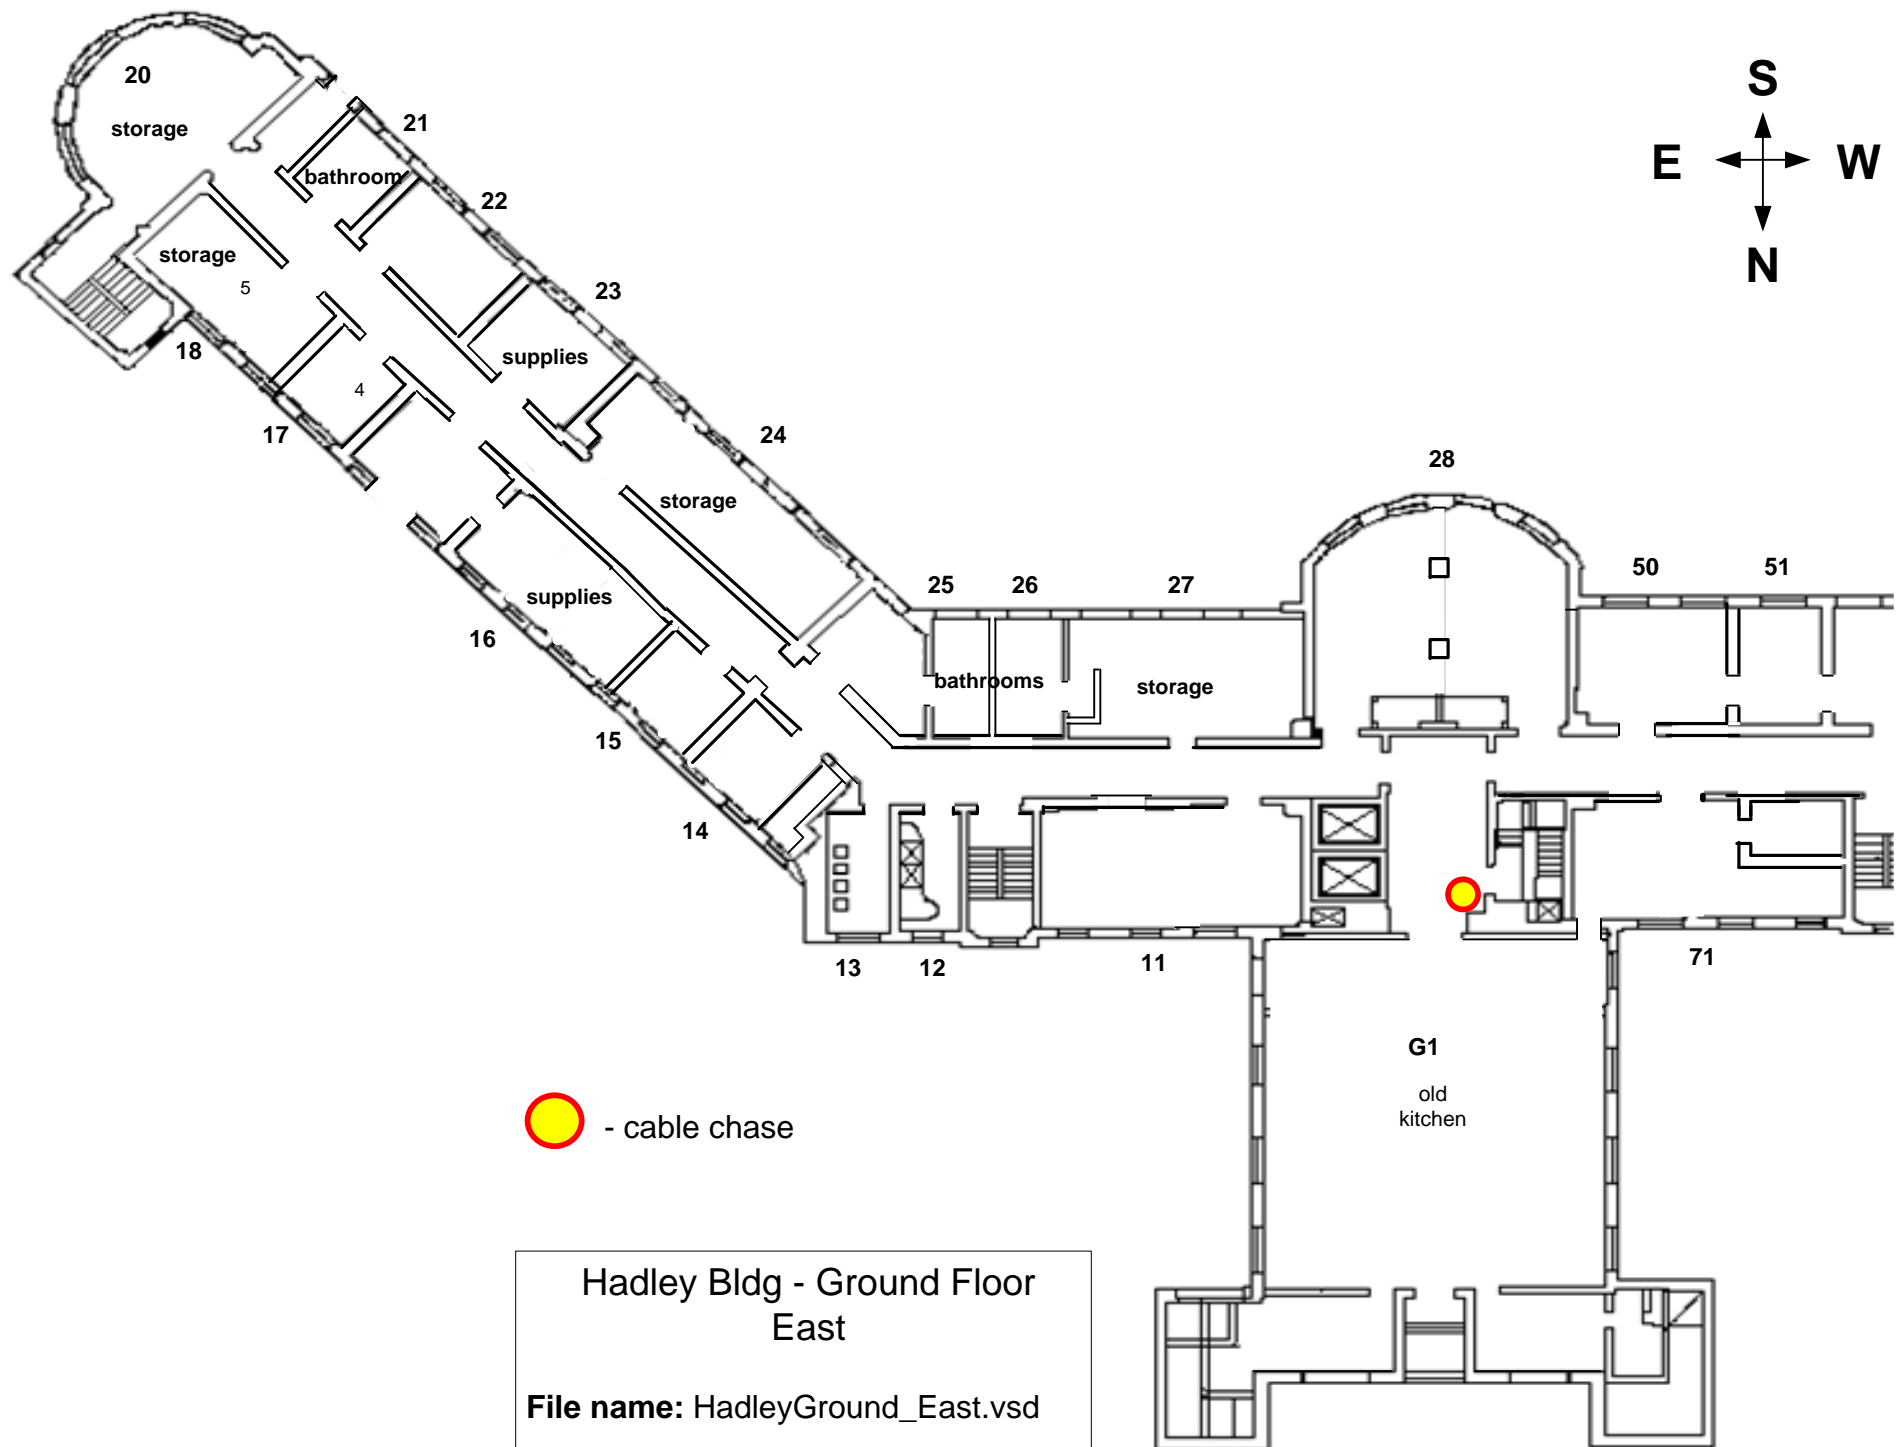 S
E
W
N
20
storage
21
bathroom
22
storage
5
23
18
supplies
4
17
24
storage
28
supplies
16
25
26
27
50
51
bathrooms
storage
15
14
13
12
11
71
G1
old
kitchen
- cable chase
Hadley Bldg - Ground Floor
East
File name: HadleyGround_East.vsd